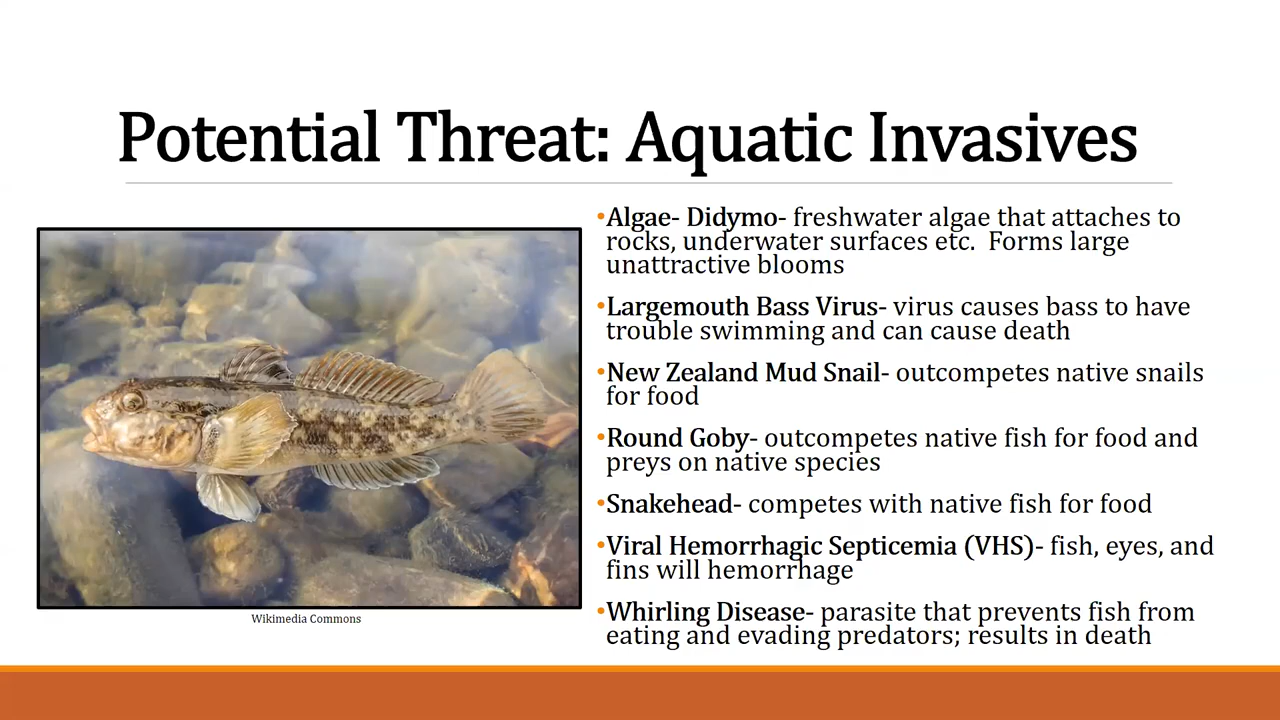 Potential Threat: Aquatic Invasives
•Algae- Didymo- freshwater algae that attaches to
rocks, underwater surfaces etc.  Forms large
unattractive blooms
•Largemouth Bass Virus- virus causes bass to have
trouble swimming and can cause death
•New Zealand Mud Snail- outcompetes native snails
for food
•Round Goby- outcompetes native fish for food and
preys on native species
•Snakehead- competes with native fish for food
•Viral Hemorrhagic Septicemia (VHS)- fish, eyes, and
fins will hemorrhage
•Whirling Disease- parasite that prevents fish from
eating and evading predators; results in death
Wikimedia Commons